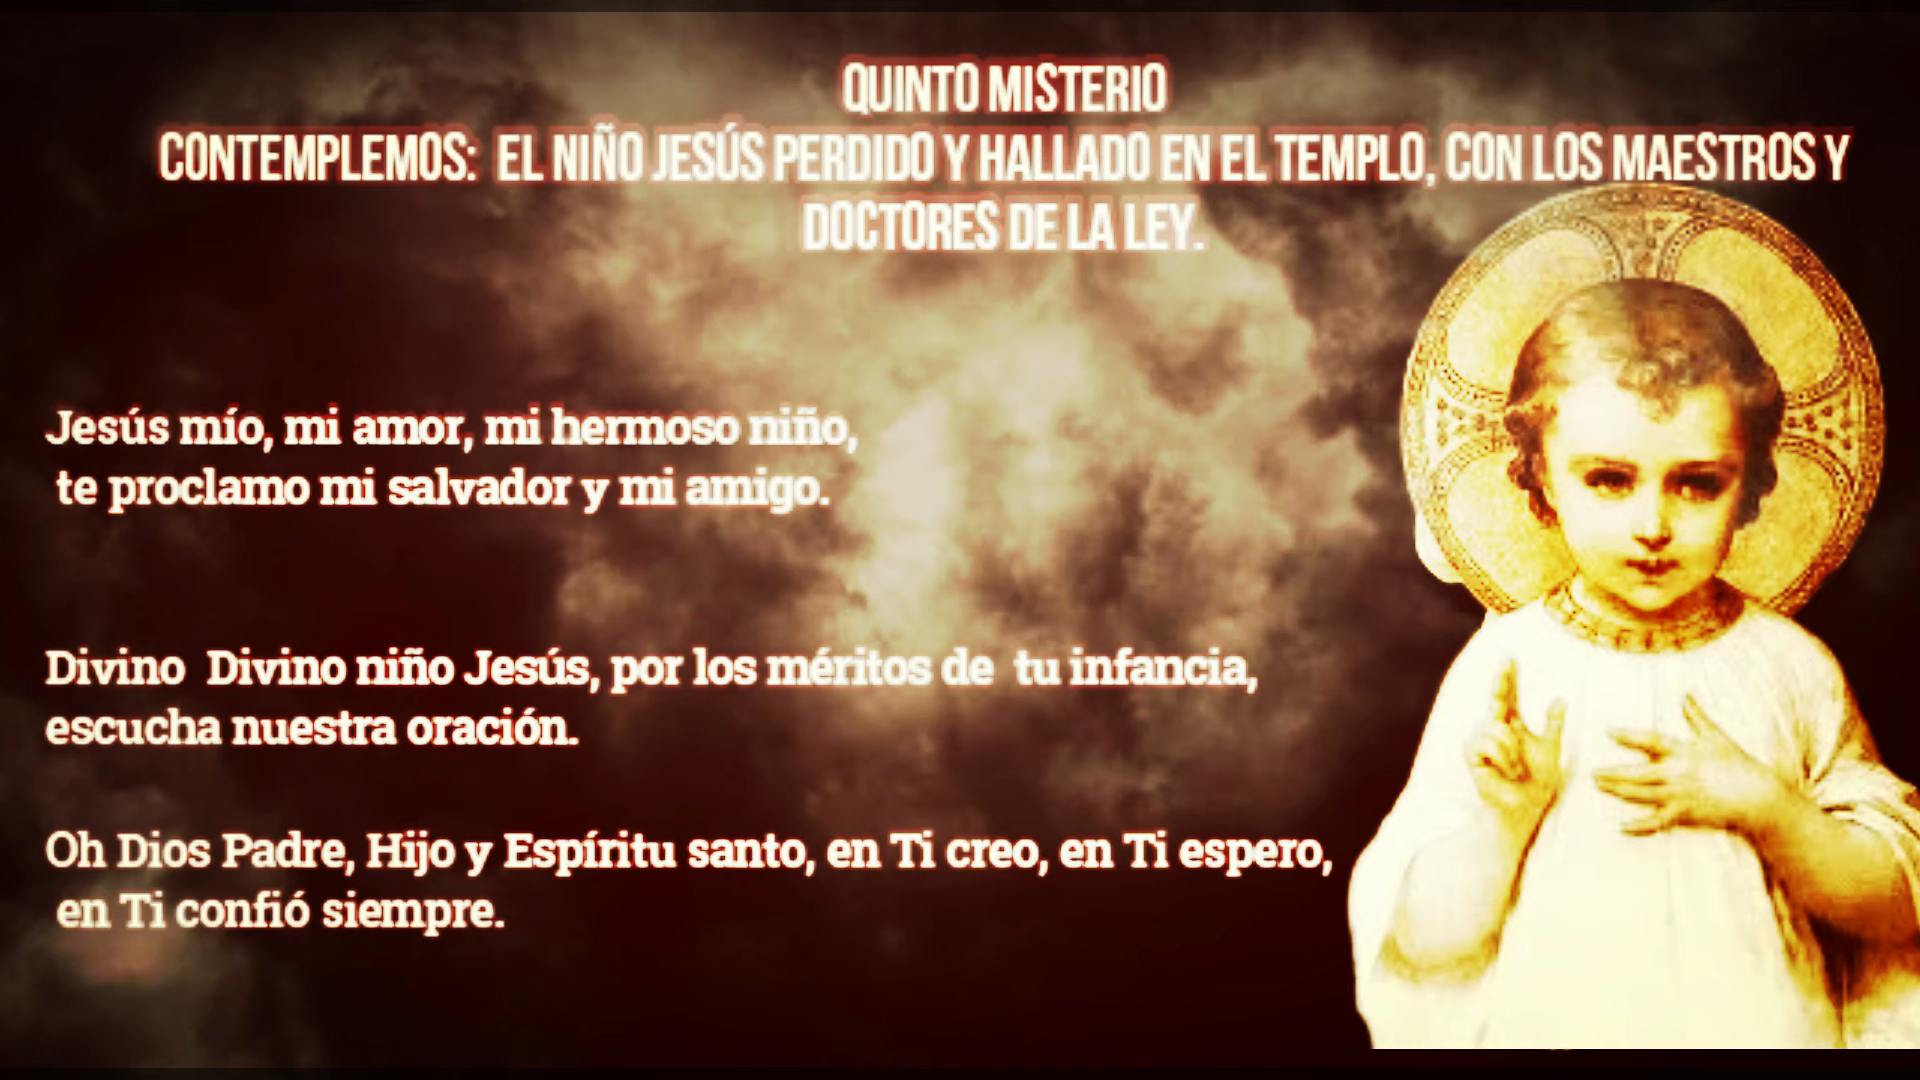 QUINTO MISTERIO
CONTEMPLEMOS: EL NIÑO JESÚS PERDIDO Y HALLADO EN EL TEMPLO, CON LOS MAESTROS Y
DOCTORES DE LA LEY.
Jesús mío, mi amor, mi hermoso niño,
te proclamo mi salvador y mi amigo.
Divino Divino niño Jesús, por los méritos de tu infancia,
escucha nuestra oración.
Oh Dios Padre, Hijo y Espíritu santo, en Ti creo, en Ti espero,
en Ti confió siempre.